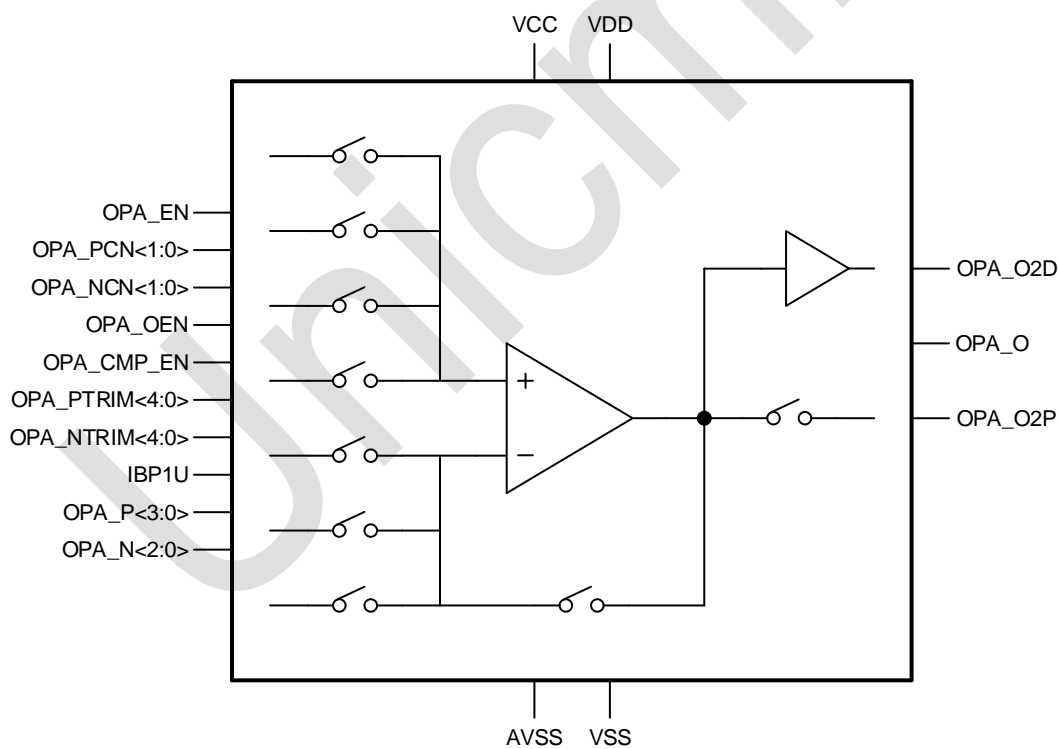 VCC VDD
OPA_EN
OPA_PCN<1:0>
OPA_NCN<1:0>
OPA_OEN
OPA_CMP_EN
OPA_PTRIM<4:0>
OPA_NTRIM<4:0>
IBP1U
OPA_P<3:0>
OPA_N<2:0>
+
−
OPA_O2D
OPA_O
OPA_O2P
AVSS VSS